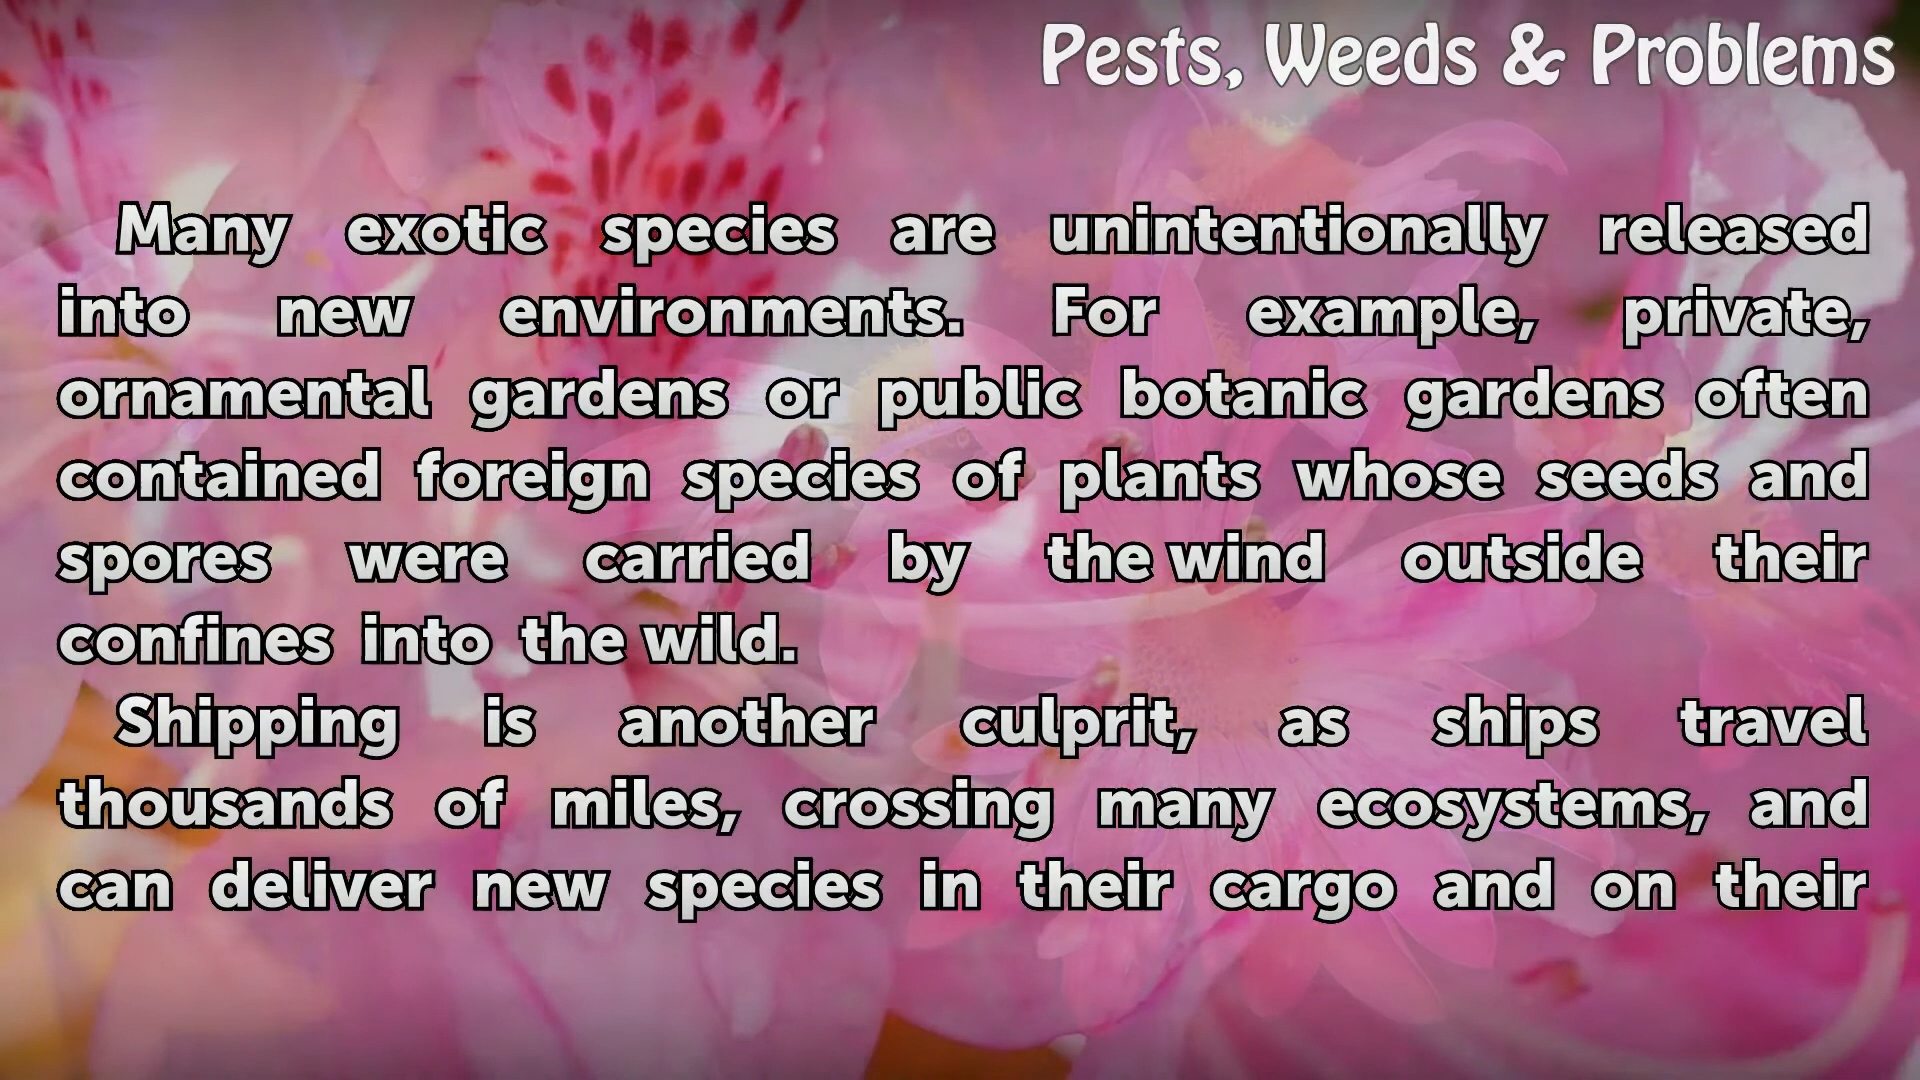 Pests, Weeds & Problems
Many exotic species are unintentionally released
into new environments. For example, private,
ornamental gardens or public botanic gardens often
contained foreign species of plants whose seeds and
spores were carried by the wind outside their
confines into the wild.
Shipping is another culprit, as ships travel
thousands of miles, crossing many ecosystems, and
can deliver new species in their cargo and on their